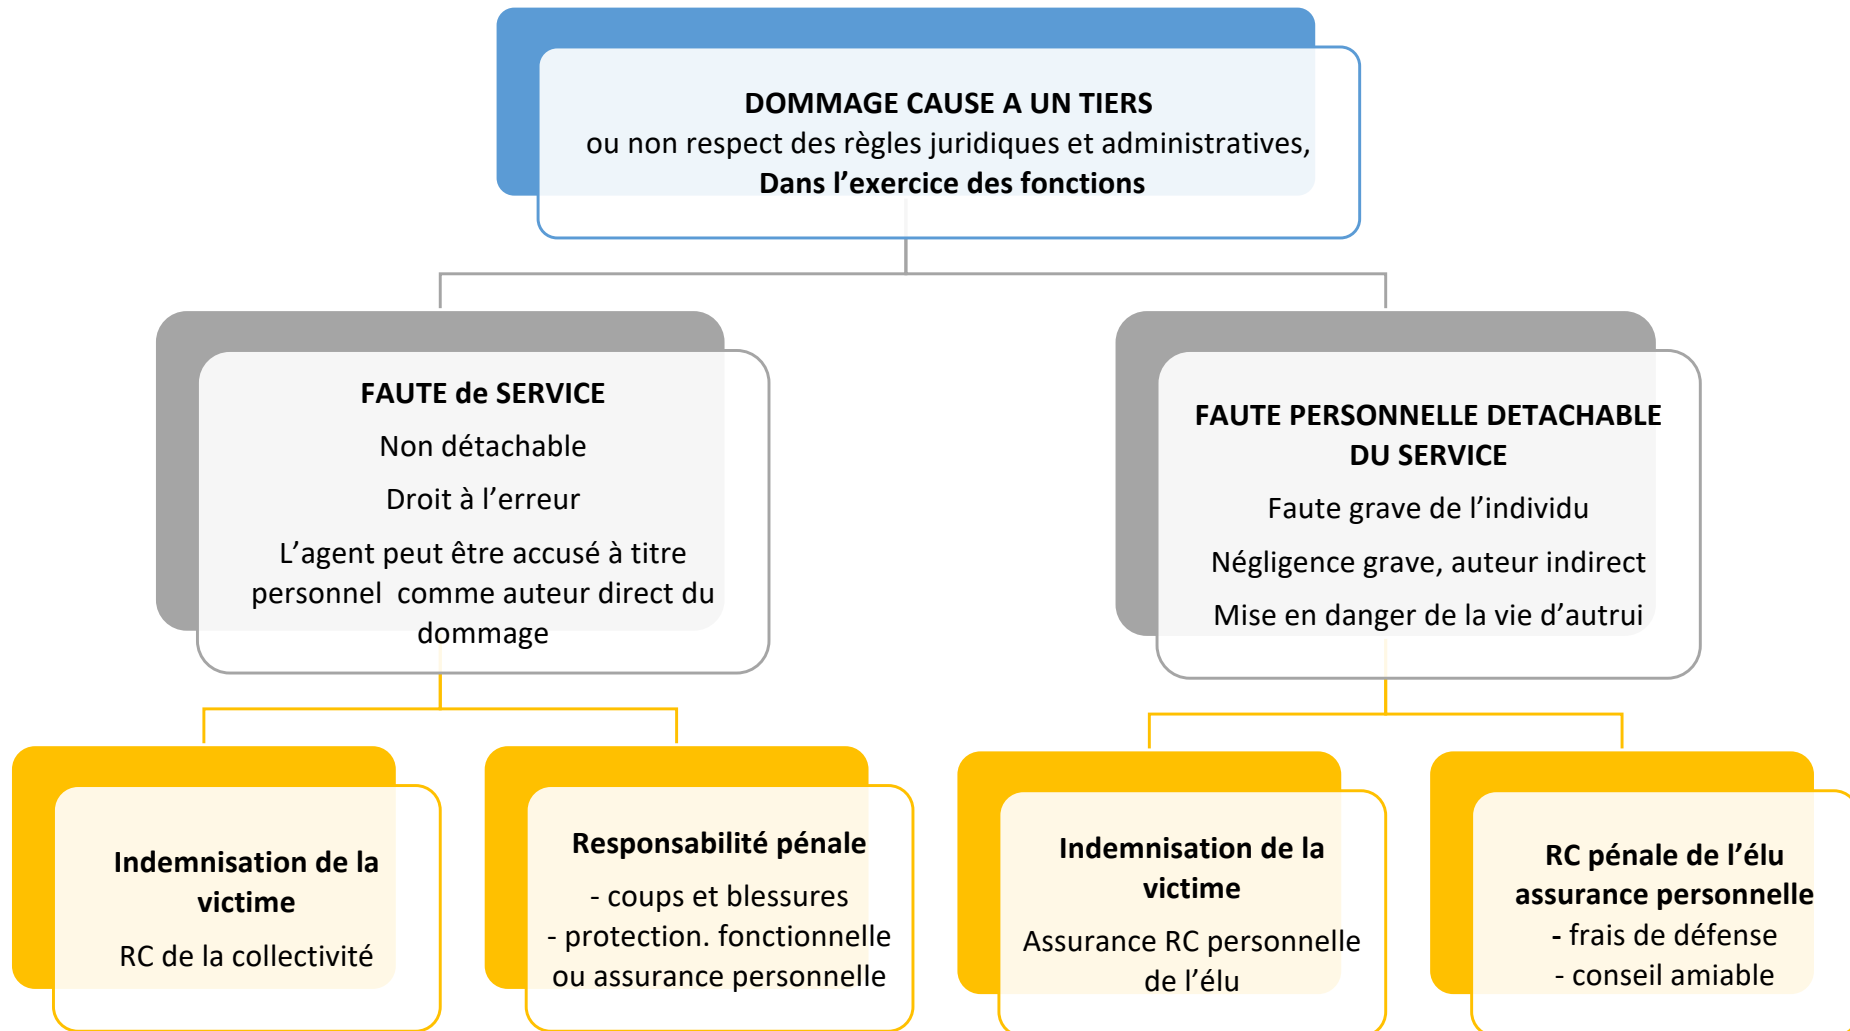 DOMMAGE CAUSE A UN TIERS
ou non respect des règles juridiques et administratives,
Dans l’exercice des fonctions
FAUTE de SERVICE
Non détachable
Droit à l’erreur
L’agent peut être accusé à titre
personnel  comme auteur direct du
dommage
FAUTE PERSONNELLE DETACHABLE
DU SERVICE
Faute grave de l’individu
Négligence grave, auteur indirect
Mise en danger de la vie d’autrui
Indemnisation de la
victime
RC de la collectivité
Responsabilité pénale
- coups et blessures
- protection. fonctionnelle
ou assurance personnelle
Indemnisation de la
victime
Assurance RC personnelle
de l’élu
RC pénale de l’élu
assurance personnelle
- frais de défense
- conseil amiable